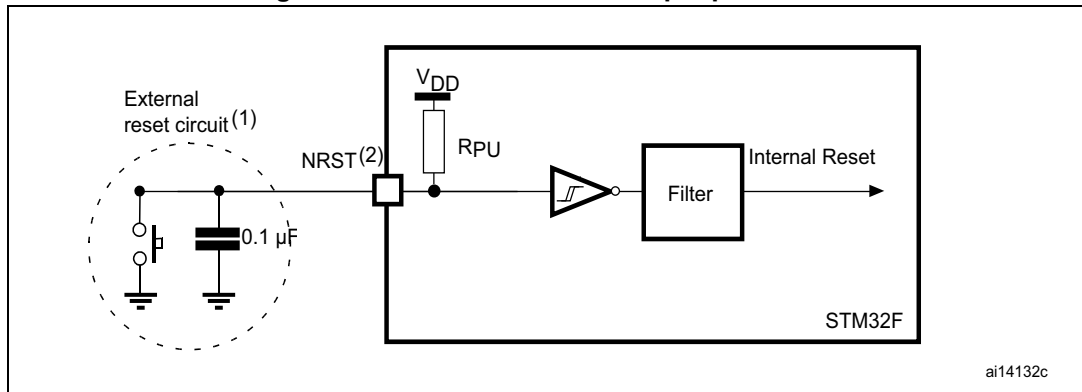 External
reset circuit(1)
NRST(2)
VDD
RPU
0.1 µF
Filter
Internal Reset
STM32F
ai14132c